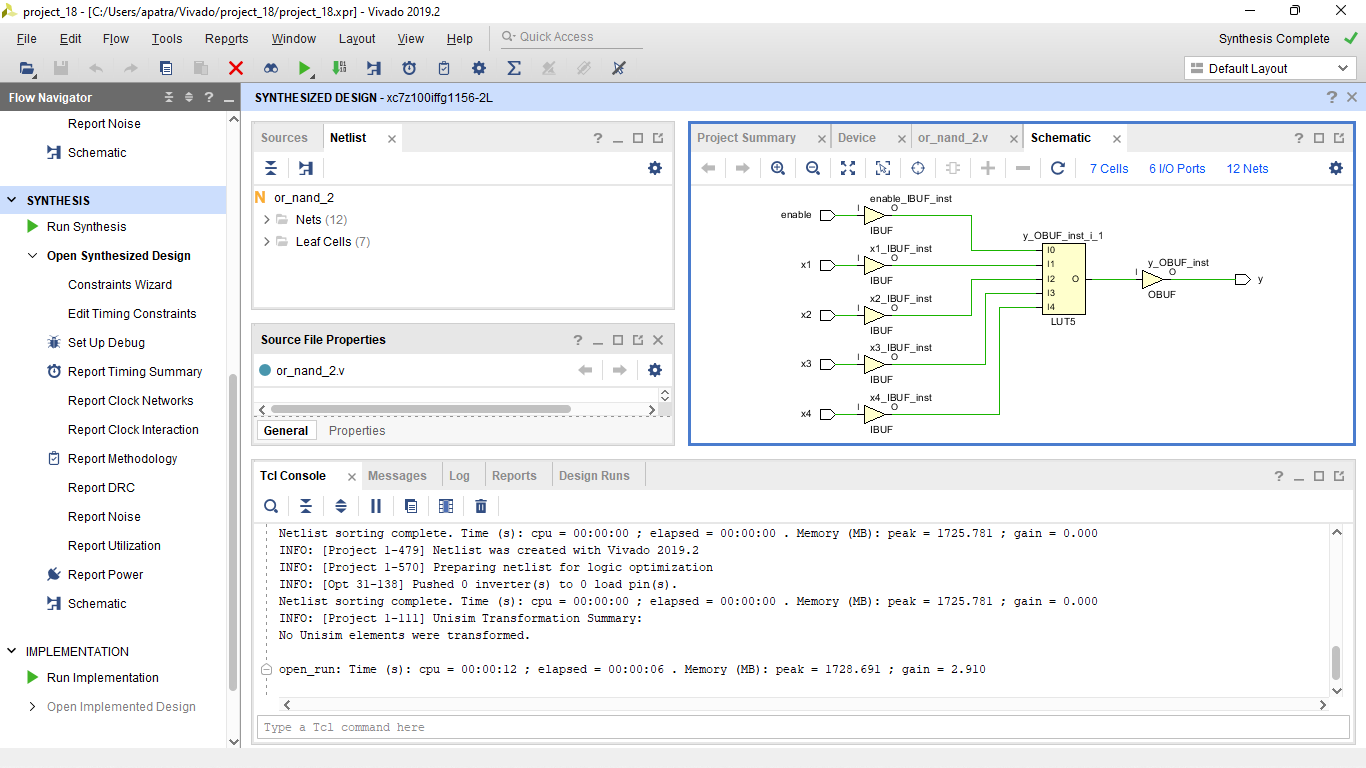 project_18 - [C:/Users/apatra/Vivado/project_18/project_18.xpr] - Vivado 2019.2
File Edit Flow Tools Reports Window Layout View Help Quick Access
Synthesis Complete
Default Layout
Flow Navigator
Report Noise
Schematic
SYNTHESIS
Run Synthesis
Open Synthesized Design
Constraints Wizard
Edit Timing Constraints
Set Up Debug
Report Timing Summary
Report Clock Networks
Report Clock Interaction
Report Methodology
Report DRC
Report Noise
Report Utilization
Report Power
Schematic
IMPLEMENTATION
Run Implementation
Open Implemented Design
SYNTHESIZED DESIGN - xc7z100iffg1156-2L
Sources Netlist
N or_nand_2
Nets (12)
Leaf Cells (7)
Source File Properties
or_nand_2.v
General Properties
Project Summary Device or_nand_2.v Schematic
7 Cells 6 I/O Ports 12 Nets
enable_IBUF_inst
enable I O
IBUF
x1_IBUF_inst
x1 I O
IBUF
x2_IBUF_inst
x2 I O
IBUF
x3_IBUF_inst
x3 I O
IBUF
x4_IBUF_inst
x4 I O
IBUF
y_OBUF_inst_i_1
I0
I1
I2 O
I3
I4
LUT5
y_OBUF_inst
I O y
OBUF
Tcl Console Messages Log Reports Design Runs
Netlist sorting complete. Time (s): cpu = 00:00:00 ; elapsed = 00:00:00 . Memory (MB): peak = 1725.781 ; gain = 0.000
INFO: [Project 1-479] Netlist was created with Vivado 2019.2
INFO: [Project 1-570] Preparing netlist for logic optimization
INFO: [Opt 31-138] Pushed 0 inverter(s) to 0 load pin(s).
Netlist sorting complete. Time (s): cpu = 00:00:00 ; elapsed = 00:00:00 . Memory (MB): peak = 1725.781 ; gain = 0.000
INFO: [Project 1-111] Unisim Transformation Summary:
No Unisim elements were transformed.
open_run: Time (s): cpu = 00:00:12 ; elapsed = 00:00:06 . Memory (MB): peak = 1728.691 ; gain = 2.910
Type a Tcl command here